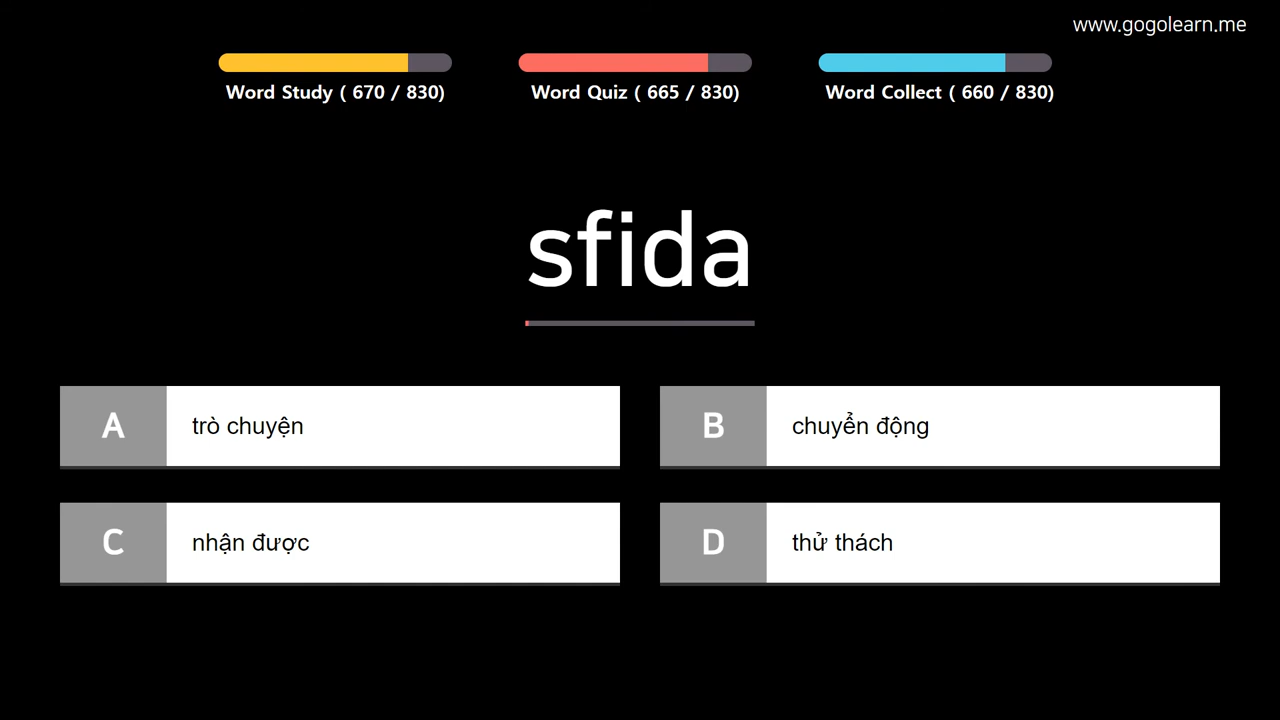 www.gogolearn.me
Word Study ( 670 / 830)
Word Quiz ( 665 / 830)
Word Collect ( 660 / 830)
sfida
A trò chuyện
B chuyển động
C nhận được
D thử thách